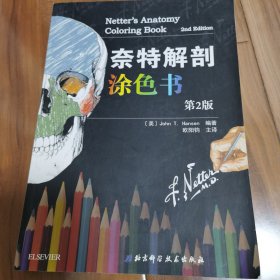 Netter's Anatomy
Coloring Book
2nd Edition
奈特解剖
涂色书
第2版
[美] John T. Hansen 编著
欧阳钧 主译
F. Netter
M.D.
ELSEVIER
北京科学技术出版社